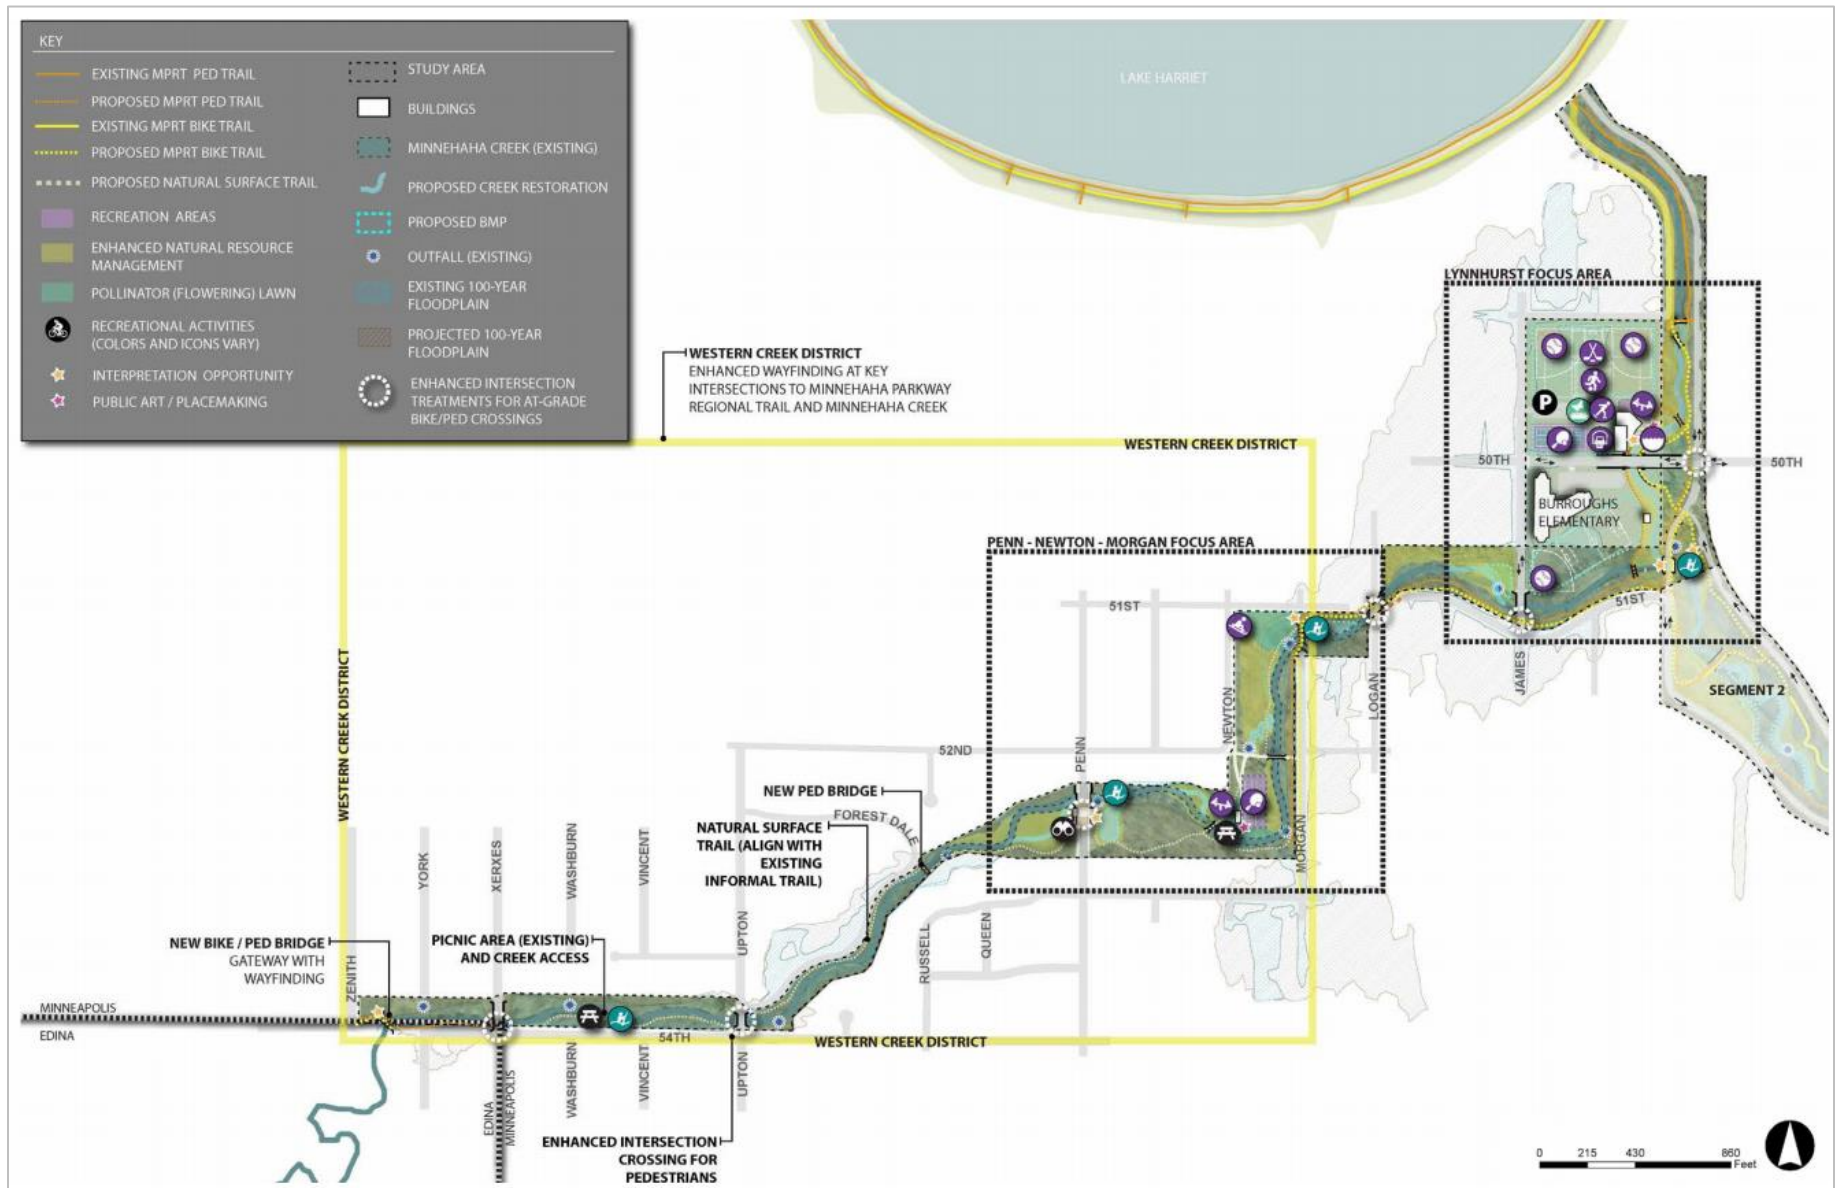 KEY
EXISTING MPRT PED TRAIL
PROPOSED MPRT PED TRAIL
EXISTING MPRT BIKE TRAIL
PROPOSED MPRT BIKE TRAIL
PROPOSED NATURAL SURFACE TRAIL
RECREATION AREAS
ENHANCED NATURAL RESOURCE
MANAGEMENT
POLLINATOR (FLOWERING) LAWN
RECREATIONAL ACTIVITIES
(COLORS AND ICONS VARY)
INTERPRETATION OPPORTUNITY
PUBLIC ART / PLACEMAKING
STUDY AREA
BUILDINGS
MINNEHAHA CREEK (EXISTING)
PROPOSED CREEK RESTORATION
PROPOSED BMP
OUTFALL (EXISTING)
EXISTING 100-YEAR
FLOODPLAIN
PROJECTED 100-YEAR
FLOODPLAIN
ENHANCED INTERSECTION
TREATMENTS FOR AT-GRADE
BIKE/PED CROSSINGS
LAKE HARRIET
LYNNHURST FOCUS AREA
WESTERN CREEK DISTRICT
ENHANCED WAYFINDING AT KEY
INTERSECTIONS TO MINNEHAHA PARKWAY
REGIONAL TRAIL AND MINNEHAHA CREEK
P
WESTERN CREEK DISTRICT
50TH
50TH
BURROUGHS
ELEMENTARY
PENN - NEWTON - MORGAN FOCUS AREA
51ST
51ST
JAMES
LOGAN
SEGMENT 2
NEWTON
PENN
52ND
MORGAN
WESTERN CREEK DISTRICT
NEW PED BRIDGE
FOREST DALE
NATURAL SURFACE
TRAIL (ALIGN WITH
EXISTING
INFORMAL TRAIL)
YORK
XERXES
WASHBURN
VINCENT
UPTON
RUSSELL
QUEEN
NEW BIKE / PED BRIDGE
GATEWAY WITH
WAYFINDING
ZENITH
PICNIC AREA (EXISTING)
AND CREEK ACCESS
MINNEAPOLIS
EDINA
54TH
WESTERN CREEK DISTRICT
WASHBURN
VINCENT
UPTON
EDINA
MINNEAPOLIS
ENHANCED INTERSECTION
CROSSING FOR
PEDESTRIANS
0 215 430 860
Feet